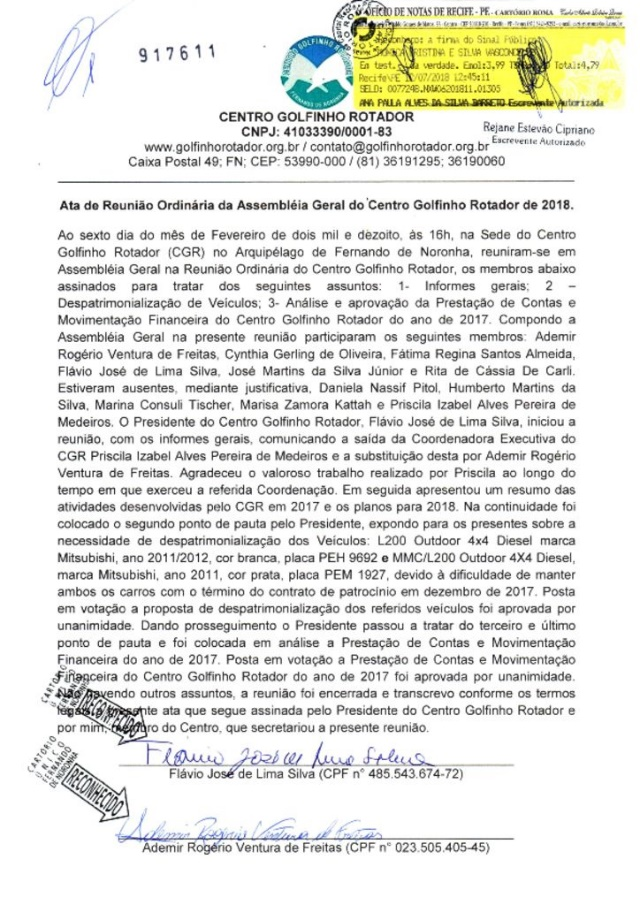 917611
OFÍCIO DE NOTAS DE RECIFE - PE - CARTÓRIO ROMA
a firma do Sinal Público
CRISTINA E SILVA VASCONCELOS
Em test. da verdade. Emol:3,99 Total:4,79
Recife/PE 12:45:11
ANA PAULA ALVES DA SILVA BARRETO Escrevente Autorizada
Rejane Estevão Cipriano
Escrevente Autorizado
CENTRO GOLFINHO ROTADOR
CNPJ: 41033390/0001-83
www.golfinhorotador.org.br / contato@golfinhorotador.org.br
Caixa Postal 49; FN; CEP: 53990-000 / (81) 36191295; 36190060
Ata de Reunião Ordinária da Assembléia Geral do Centro Golfinho Rotador de 2018.
Ao sexto dia do mês de Fevereiro de dois mil e dezoito, ás 16h, na Sede do Centro
Golfinho Rotador (CGR) no Arquipélago de Fernando de Noronha, reuniram-se em
Assembléia Geral na Reunião Ordinária do Centro Golfinho Rotador, os membros abaixo
assinados para tratar dos seguintes assuntos: 1- Informes gerais; 2 –
Despatrimonialização de Veículos; 3- Análise e aprovação da Prestação de Contas e
Movimentação Financeira do Centro Golfinho Rotador do ano de 2017. Compondo a
Assembléia Geral na presente reunião participaram os seguintes membros: Ademir
Rogério Ventura de Freitas, Cynthia Gerling de Oliveira, Fátima Regina Santos Almeida,
Flávio José de Lima Silva, José Martins da Silva Júnior e Rita de Cássia De Carli.
Estiveram ausentes, mediante justificativa, Daniela Nassif Pitol, Humberto Martins da
Silva, Marina Consuli Tischer, Marisa Zamora Kattah e Priscila Izabel Alves Pereira de
Medeiros. O Presidente do Centro Golfinho Rotador, Flávio José de Lima Silva, iniciou a
reunião, com os informes gerais, comunicando a saída da Coordenadora Executiva do
CGR Priscila Izabel Alves Pereira de Medeiros e a substituição desta por Ademir Rogério
Ventura de Freitas. Agradeceu o valoroso trabalho realizado por Priscila ao longo do
tempo em que exerceu a referida Coordenação. Em seguida apresentou um resumo das
atividades desenvolvidas pelo CGR em 2017 e os planos para 2018. Na continuidade foi
colocado o segundo ponto de pauta pelo Presidente, expondo para os presentes sobre a
necessidade de despatrimonialização dos Veículos: L200 Outdoor 4x4 Diesel marca
Mitsubishi, ano 2011/2012, cor branca, placa PEH 9692 e MMC/L200 Outdoor 4X4 Diesel,
marca Mitsubishi, ano 2011, cor prata, placa PEM 1927, devido à dificuldade de manter
ambos os carros com o término do contrato de patrocínio em dezembro de 2017. Posta
em votação a proposta de despatrimonialização dos referidos veículos foi aprovada por
unanimidade. Dando prosseguimento o Presidente passou a tratar do terceiro e último
ponto de pauta e foi colocada em análise a Prestação de Contas e Movimentação
Financeira do ano de 2017. Posta em votação a Prestação de Contas e Movimentação
Financeira do Centro Golfinho Rotador do ano de 2017 foi aprovada por unanimidade.
Não havendo outros assuntos, a reunião foi encerrada e transcrevo conforme os termos
legais a presente ata que segue assinada pelo Presidente do Centro Golfinho Rotador e
por mim, do Centro, que secretariou a presente reunião.
RECONHECIDO
CARTÓRIO ÚNICO FERNANDO DE NORONHA
Flávio José de Lima Silva
Flávio José de Lima Silva (CPF n° 485.543.674-72)
RECONHECIDO
Ademir Rogério Ventura de Freitas
Ademir Rogério Ventura de Freitas (CPF n° 023.505.405-45)